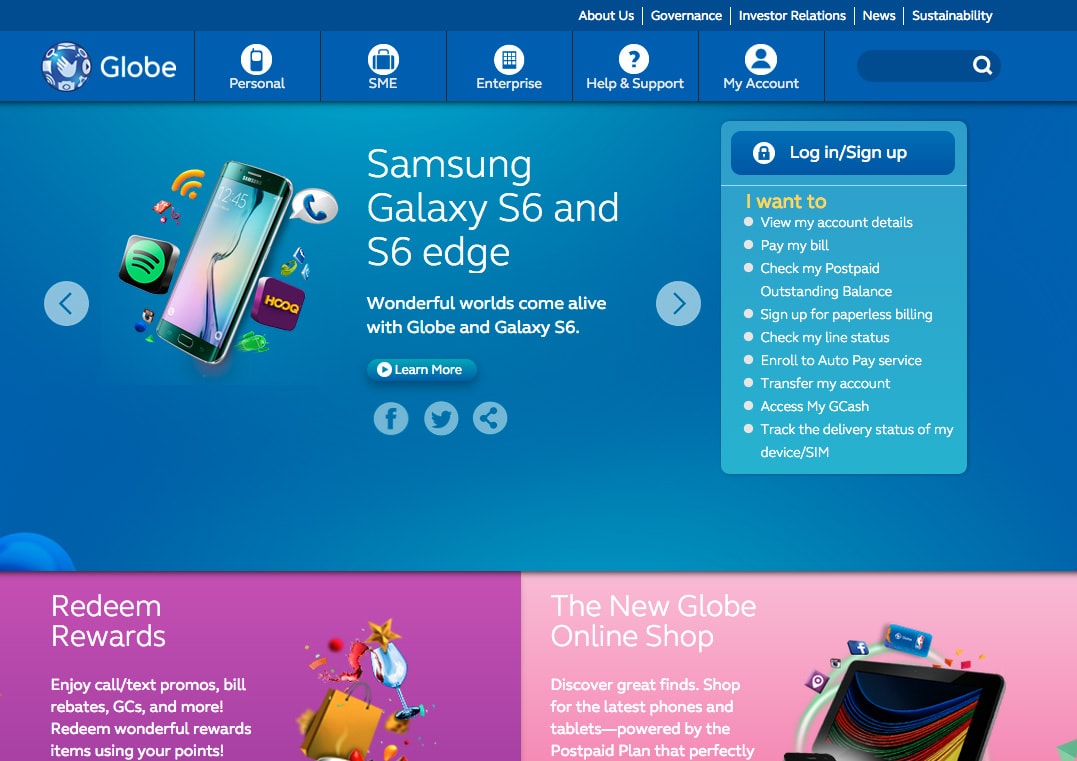 About Us
Governance
Investor Relations
News
Sustainability
Globe
Personal
SME
Enterprise
? Help & Support
My Account
Samsung
Galaxy S6 and
S6 edge
Wonderful worlds come alive
with Globe and Galaxy S6.
Learn More
SAMSUNG
12:45
HOOQ
Log in/Sign up
I want to
View my account details
Pay my bill
Check my Postpaid
Outstanding Balance
Sign up for paperless billing
Check my line status
Enroll to Auto Pay service
Transfer my account
Access My GCash
Track the delivery status of my
device/SIM
Redeem
Rewards
Enjoy call/text promos, bill
rebates, GCs, and more!
Redeem wonderful rewards
items using your points!
The New Globe
Online Shop
Discover great finds. Shop
for the latest phones and
tablets—powered by the
Postpaid Plan that perfectly